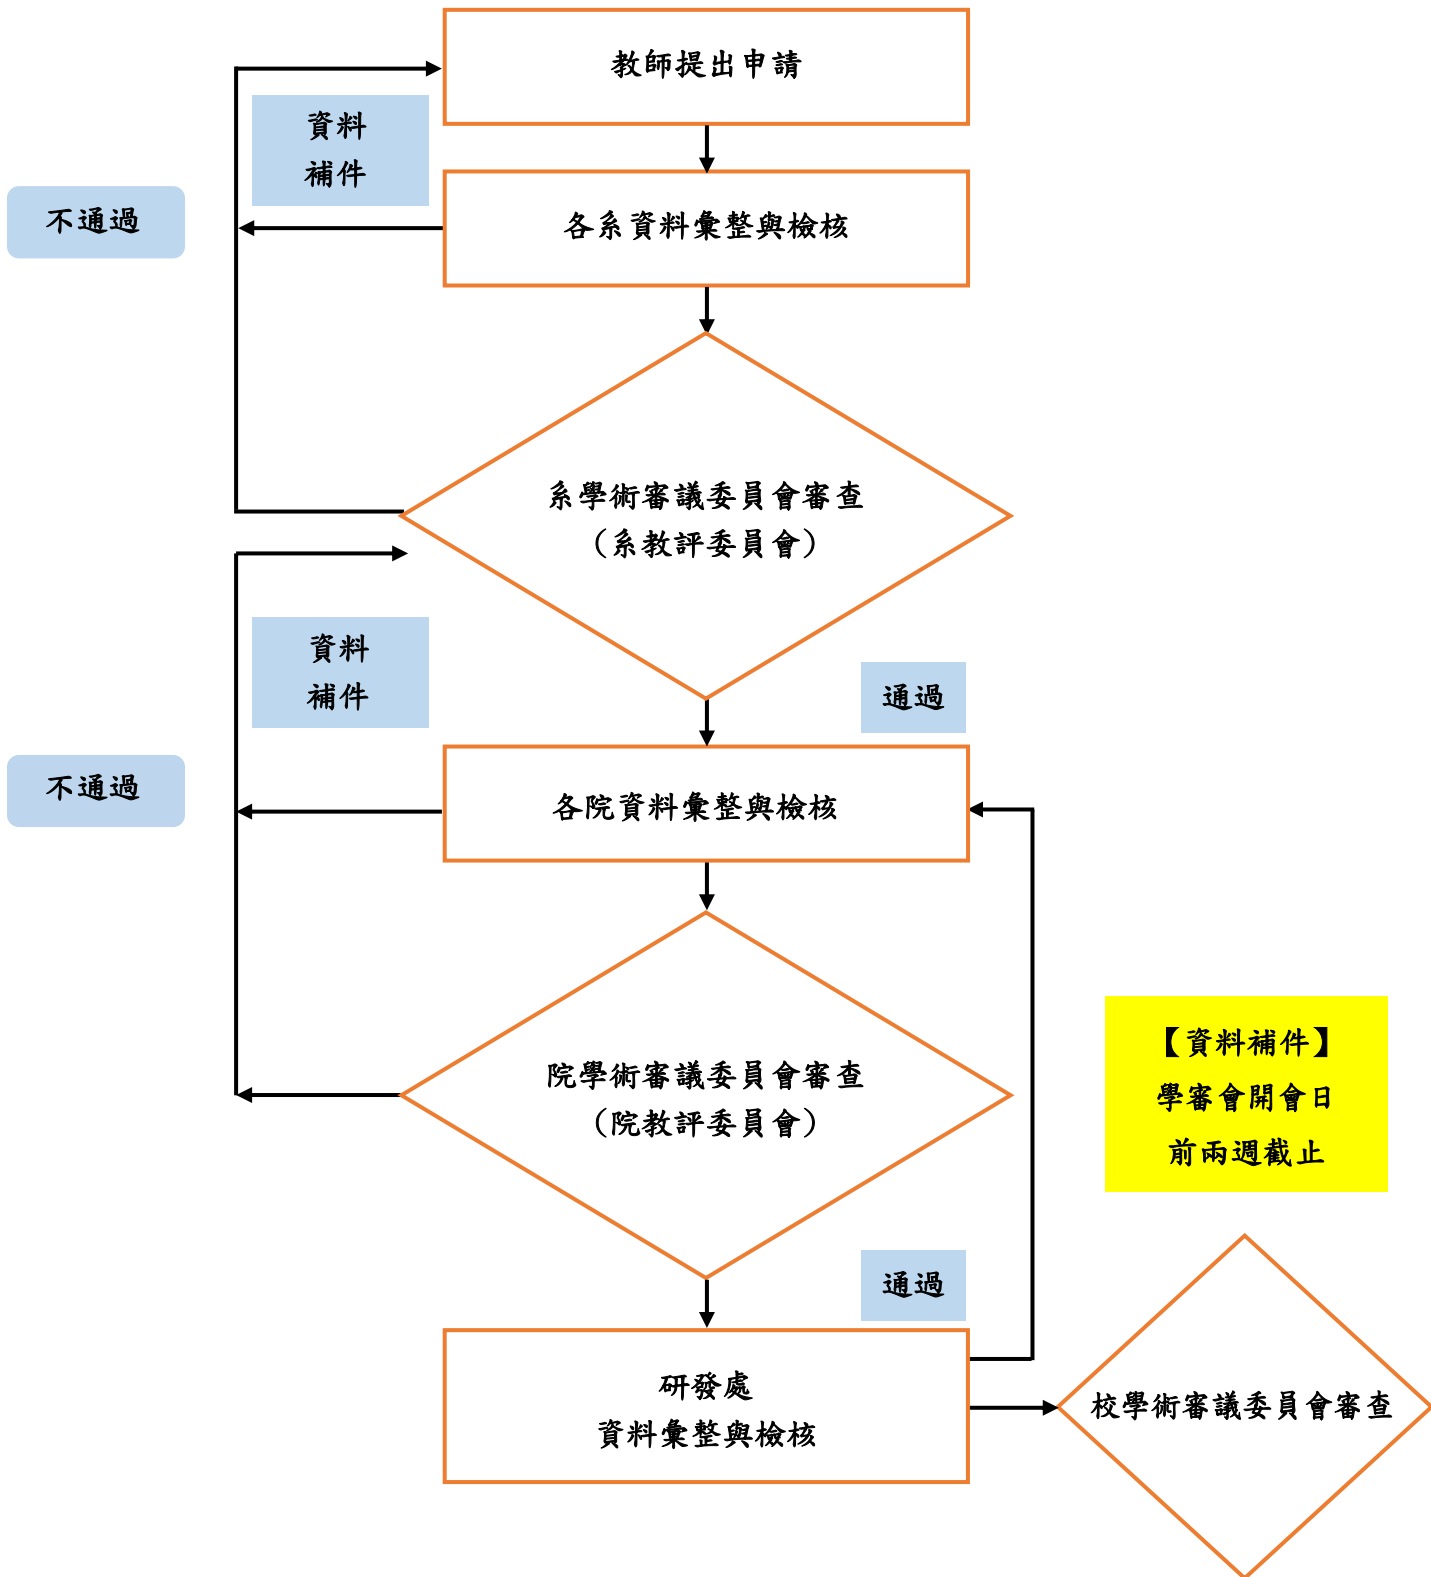 教師提出申請
資料
補件
不通過
各系資料彙整與檢核
系學術審議委員會審查
（系教評委員會）
資料
補件
通過
不通過
各院資料彙整與檢核
院學術審議委員會審查
（院教評委員會）
【資料補件】
學審會開會日
前兩週截止
通過
研發處
資料彙整與檢核
校學術審議委員會審查